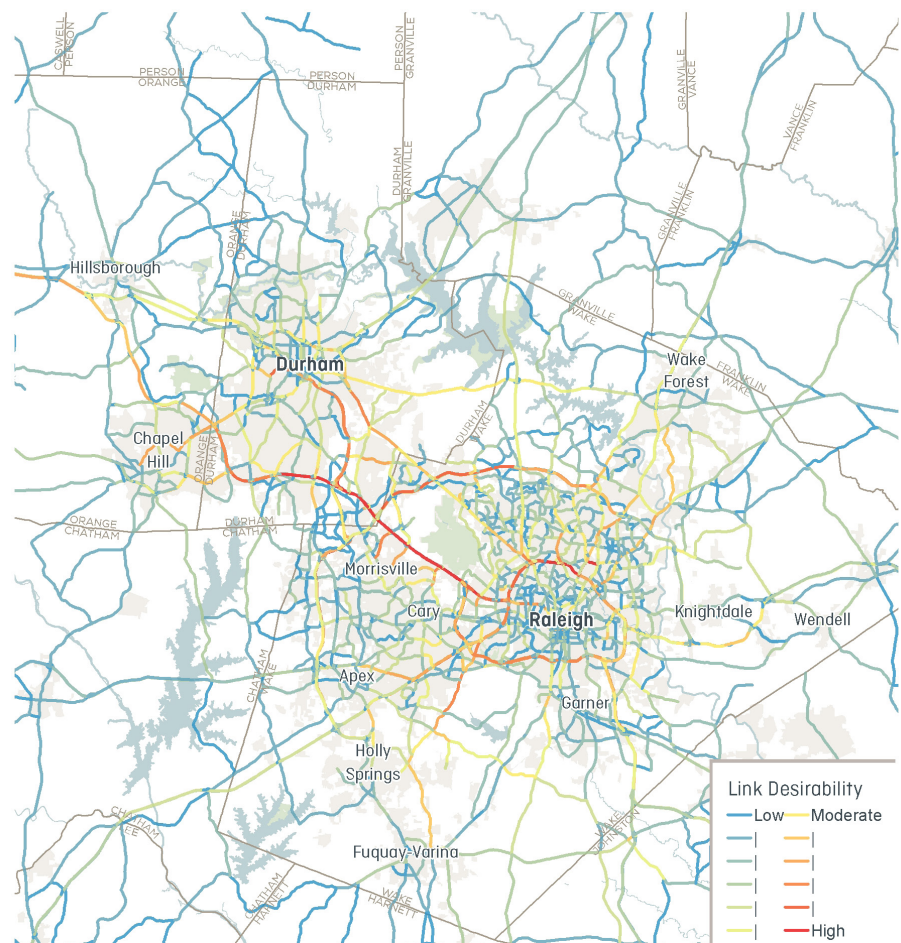 CASWELL
PERSON
PERSON
ORANGE
PERSON
DURHAM
PERSON
GRANVILLE
GRANVILLE
VANCE
VANCE
FRANKLIN
DURHAM
GRANVILLE
GRANVILLE
FRANKLIN
ORANGE
DURHAM
Hillsborough
GRANVILLE
WAKE
Durham
Wake
Forest
FRANKLIN
WAKE
DURHAM
WAKE
Chapel
Hill
ORANGE
DURHAM
ORANGE
CHATHAM
DURHAM
CHATHAM
Morrisville
Cary
Raleigh
Knightdale
Wendell
CHATHAM
WAKE
Apex
Garner
Holly
Springs
CHATHAM
LEE
Fuquay-Varina
WAKE
JOHNSTON
CHATHAM
HARNETT
WAKE
HARNETT
Link Desirability
Low Moderate
High